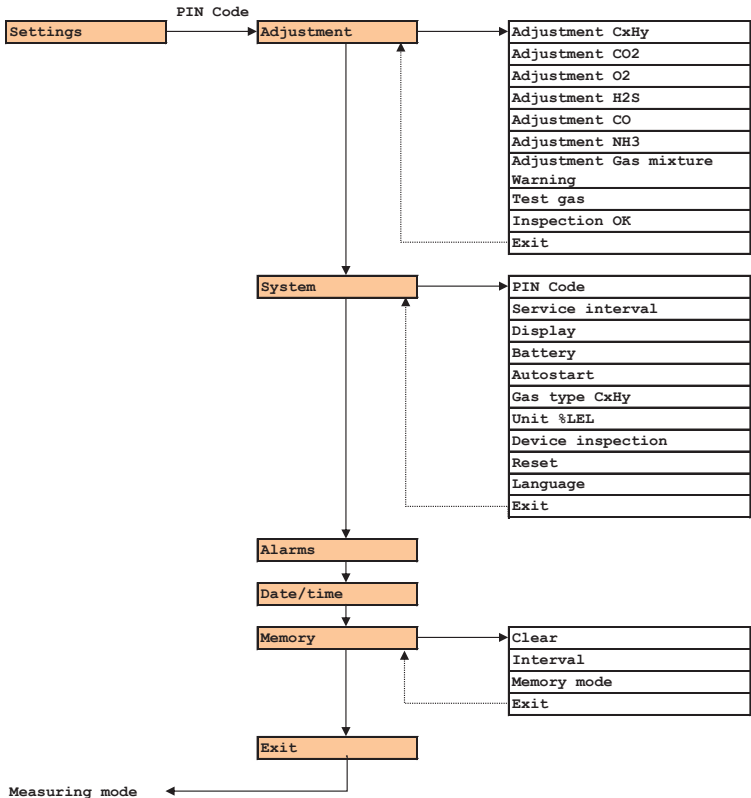 PIN Code
Settings
Adjustment
Adjustment CxHy
Adjustment CO2
Adjustment O2
Adjustment H2S
Adjustment CO
Adjustment NH3
Adjustment Gas mixture
Warning
Test gas
Inspection OK
Exit
System
PIN Code
Service interval
Display
Battery
Autostart
Gas type CxHy
Unit %LEL
Device inspection
Reset
Language
Exit
Alarms
Date/time
Memory
Clear
Interval
Memory mode
Exit
Exit
Measuring mode